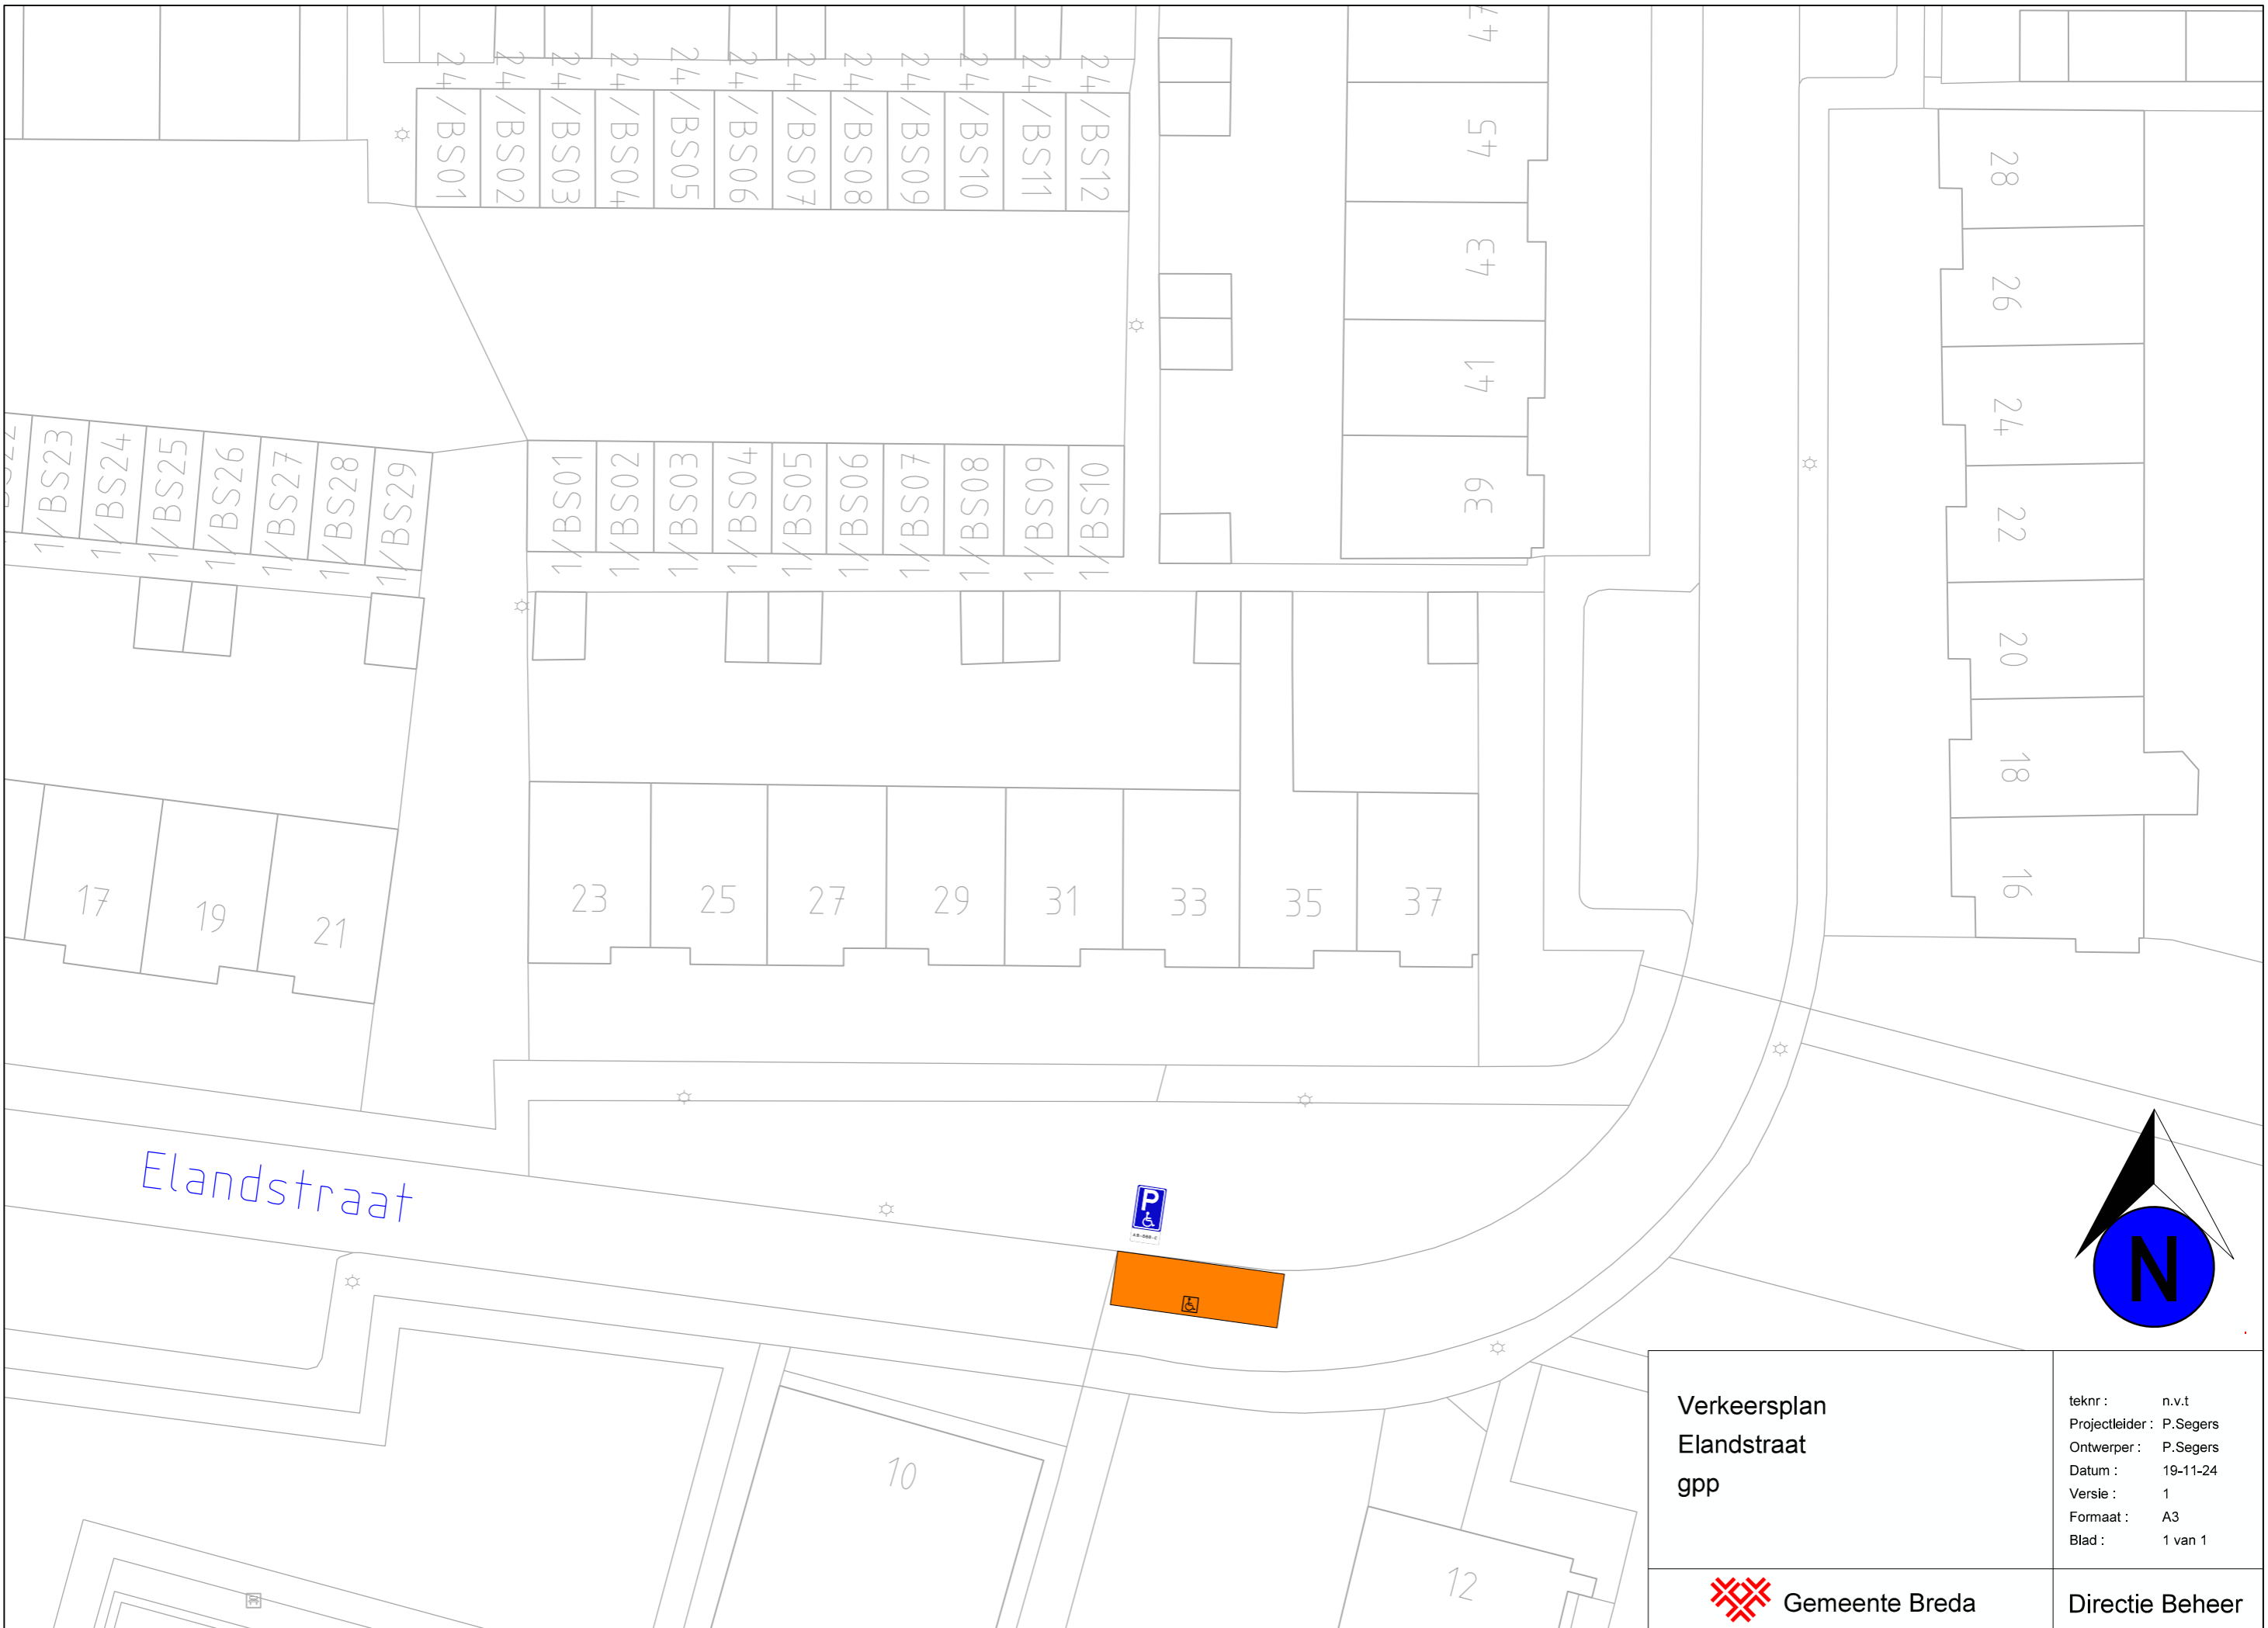 24/BS01
24/BS02
24/BS03
24/BS04
24/BS05
24/BS06
24/BS07
24/BS08
24/BS09
24/BS10
24/BS11
24/BS12
47
45
43
41
39
28
26
24
22
20
18
16
1/BS23
1/BS24
1/BS25
1/BS26
1/BS27
1/BS28
1/BS29
1/BS01
1/BS02
1/BS03
1/BS04
1/BS05
1/BS06
1/BS07
1/BS08
1/BS09
1/BS10
17
19
21
23
25
27
29
31
33
35
37
Elandstraat
P
N
10
12
Verkeersplan
Elandstraat
gpp
teknr : n.v.t
Projectleider : P.Segers
Ontwerper : P.Segers
Datum : 19-11-24
Versie : 1
Formaat : A3
Blad : 1 van 1
Gemeente Breda
Directie Beheer